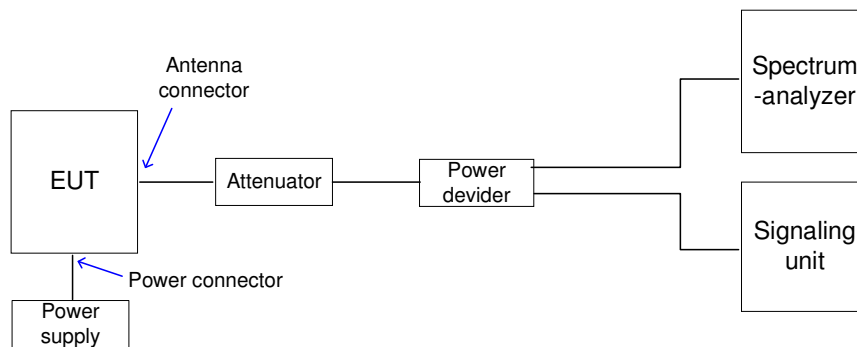 Antenna
connector
Spectrum
-analyzer
EUT
Attenuator
Power
devider
Signaling
unit
Power connector
Power
supply